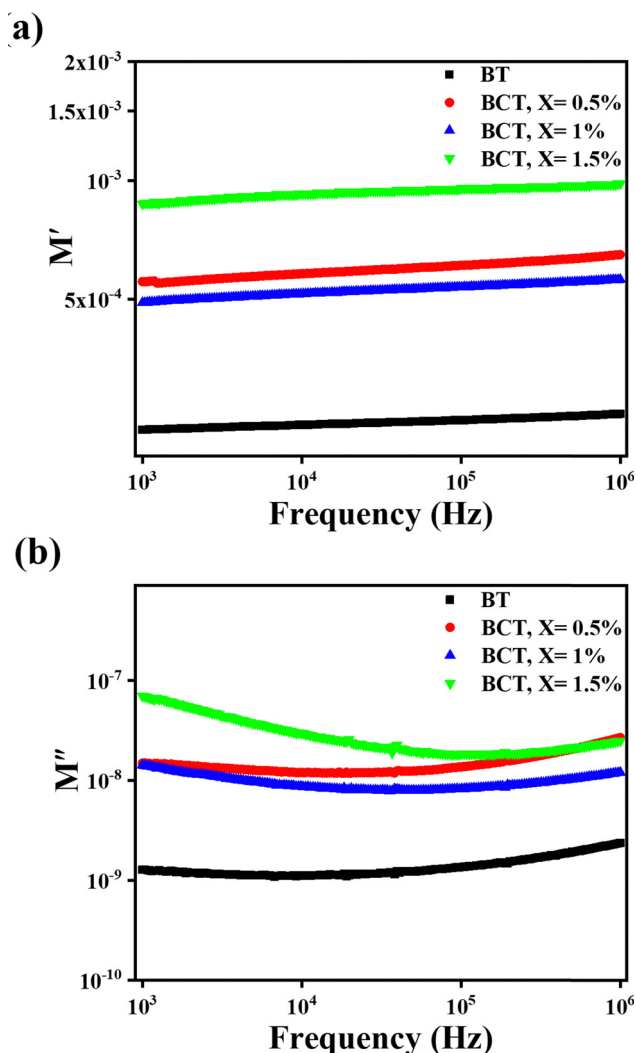 (a)
2x10⁻³
1.5x10⁻³
10⁻³
5x10⁻⁴
M′
BT
BCT, X= 0.5%
BCT, X= 1%
BCT, X= 1.5%
10³ 10⁴ 10⁵ 10⁶
Frequency (Hz)
(b)
10⁻⁷
10⁻⁸
10⁻⁹
10⁻¹⁰
M″
BT
BCT, X= 0.5%
BCT, X= 1%
BCT, X= 1.5%
10³ 10⁴ 10⁵ 10⁶
Frequency (Hz)